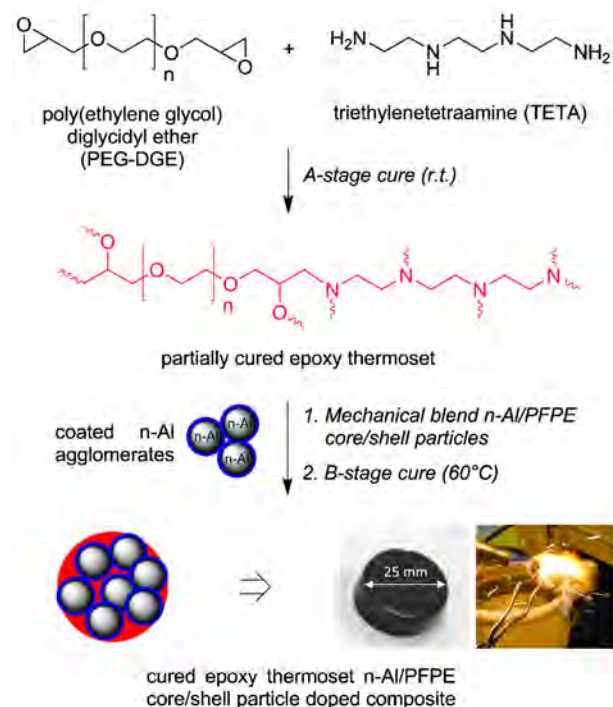 O
O
O
n
O
O
+
H2N
H
N
N
H
NH2
poly(ethylene glycol)
diglycidyl ether
(PEG-DGE)
triethylenetetraamine (TETA)
A-stage cure (r.t.)
O
O
O
n
O
N
N
N
N
partially cured epoxy thermoset
coated n-Al
agglomerates
n-Al
n-Al
n-Al
1. Mechanical blend n-Al/PFPE
core/shell particles
2. B-stage cure (60°C)
25 mm
cured epoxy thermoset n-Al/PFPE
core/shell particle doped composite